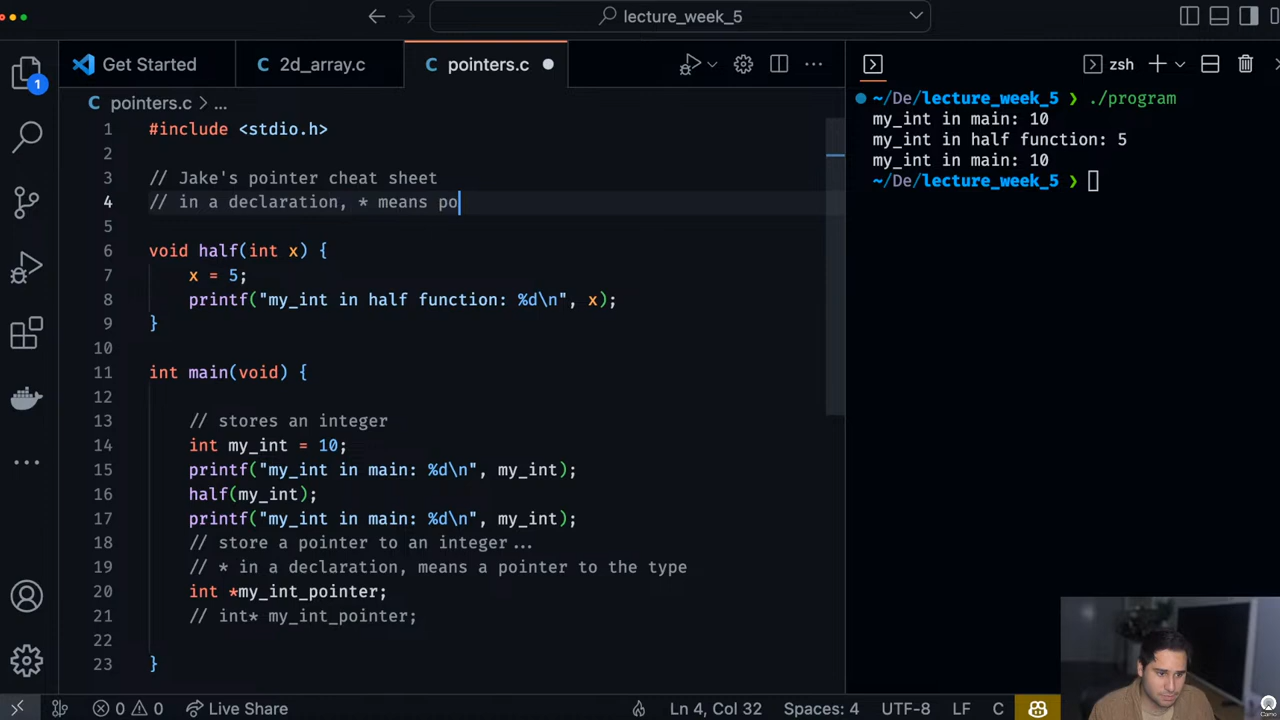 lecture_week_5
Get Started
2d_array.c
pointers.c
zsh
1
pointers.c > ...
1 #include <stdio.h>
2
3 // Jake's pointer cheat sheet
4 // in a declaration, * means po
5
6 void half(int x) {
7 x = 5;
8 printf("my_int in half function: %d\n", x);
9 }
10
11 int main(void) {
12
13 // stores an integer
14 int my_int = 10;
15 printf("my_int in main: %d\n", my_int);
16 half(my_int);
17 printf("my_int in main: %d\n", my_int);
18 // store a pointer to an integer...
19 // * in a declaration, means a pointer to the type
20 int *my_int_pointer;
21 // int* my_int_pointer;
22
23 }
~/De/lecture_week_5 ❯ ./program
my_int in main: 10
my_int in half function: 5
my_int in main: 10
~/De/lecture_week_5 ❯
0 0 Live Share Ln 4, Col 32 Spaces: 4 UTF-8 LF C
Camo